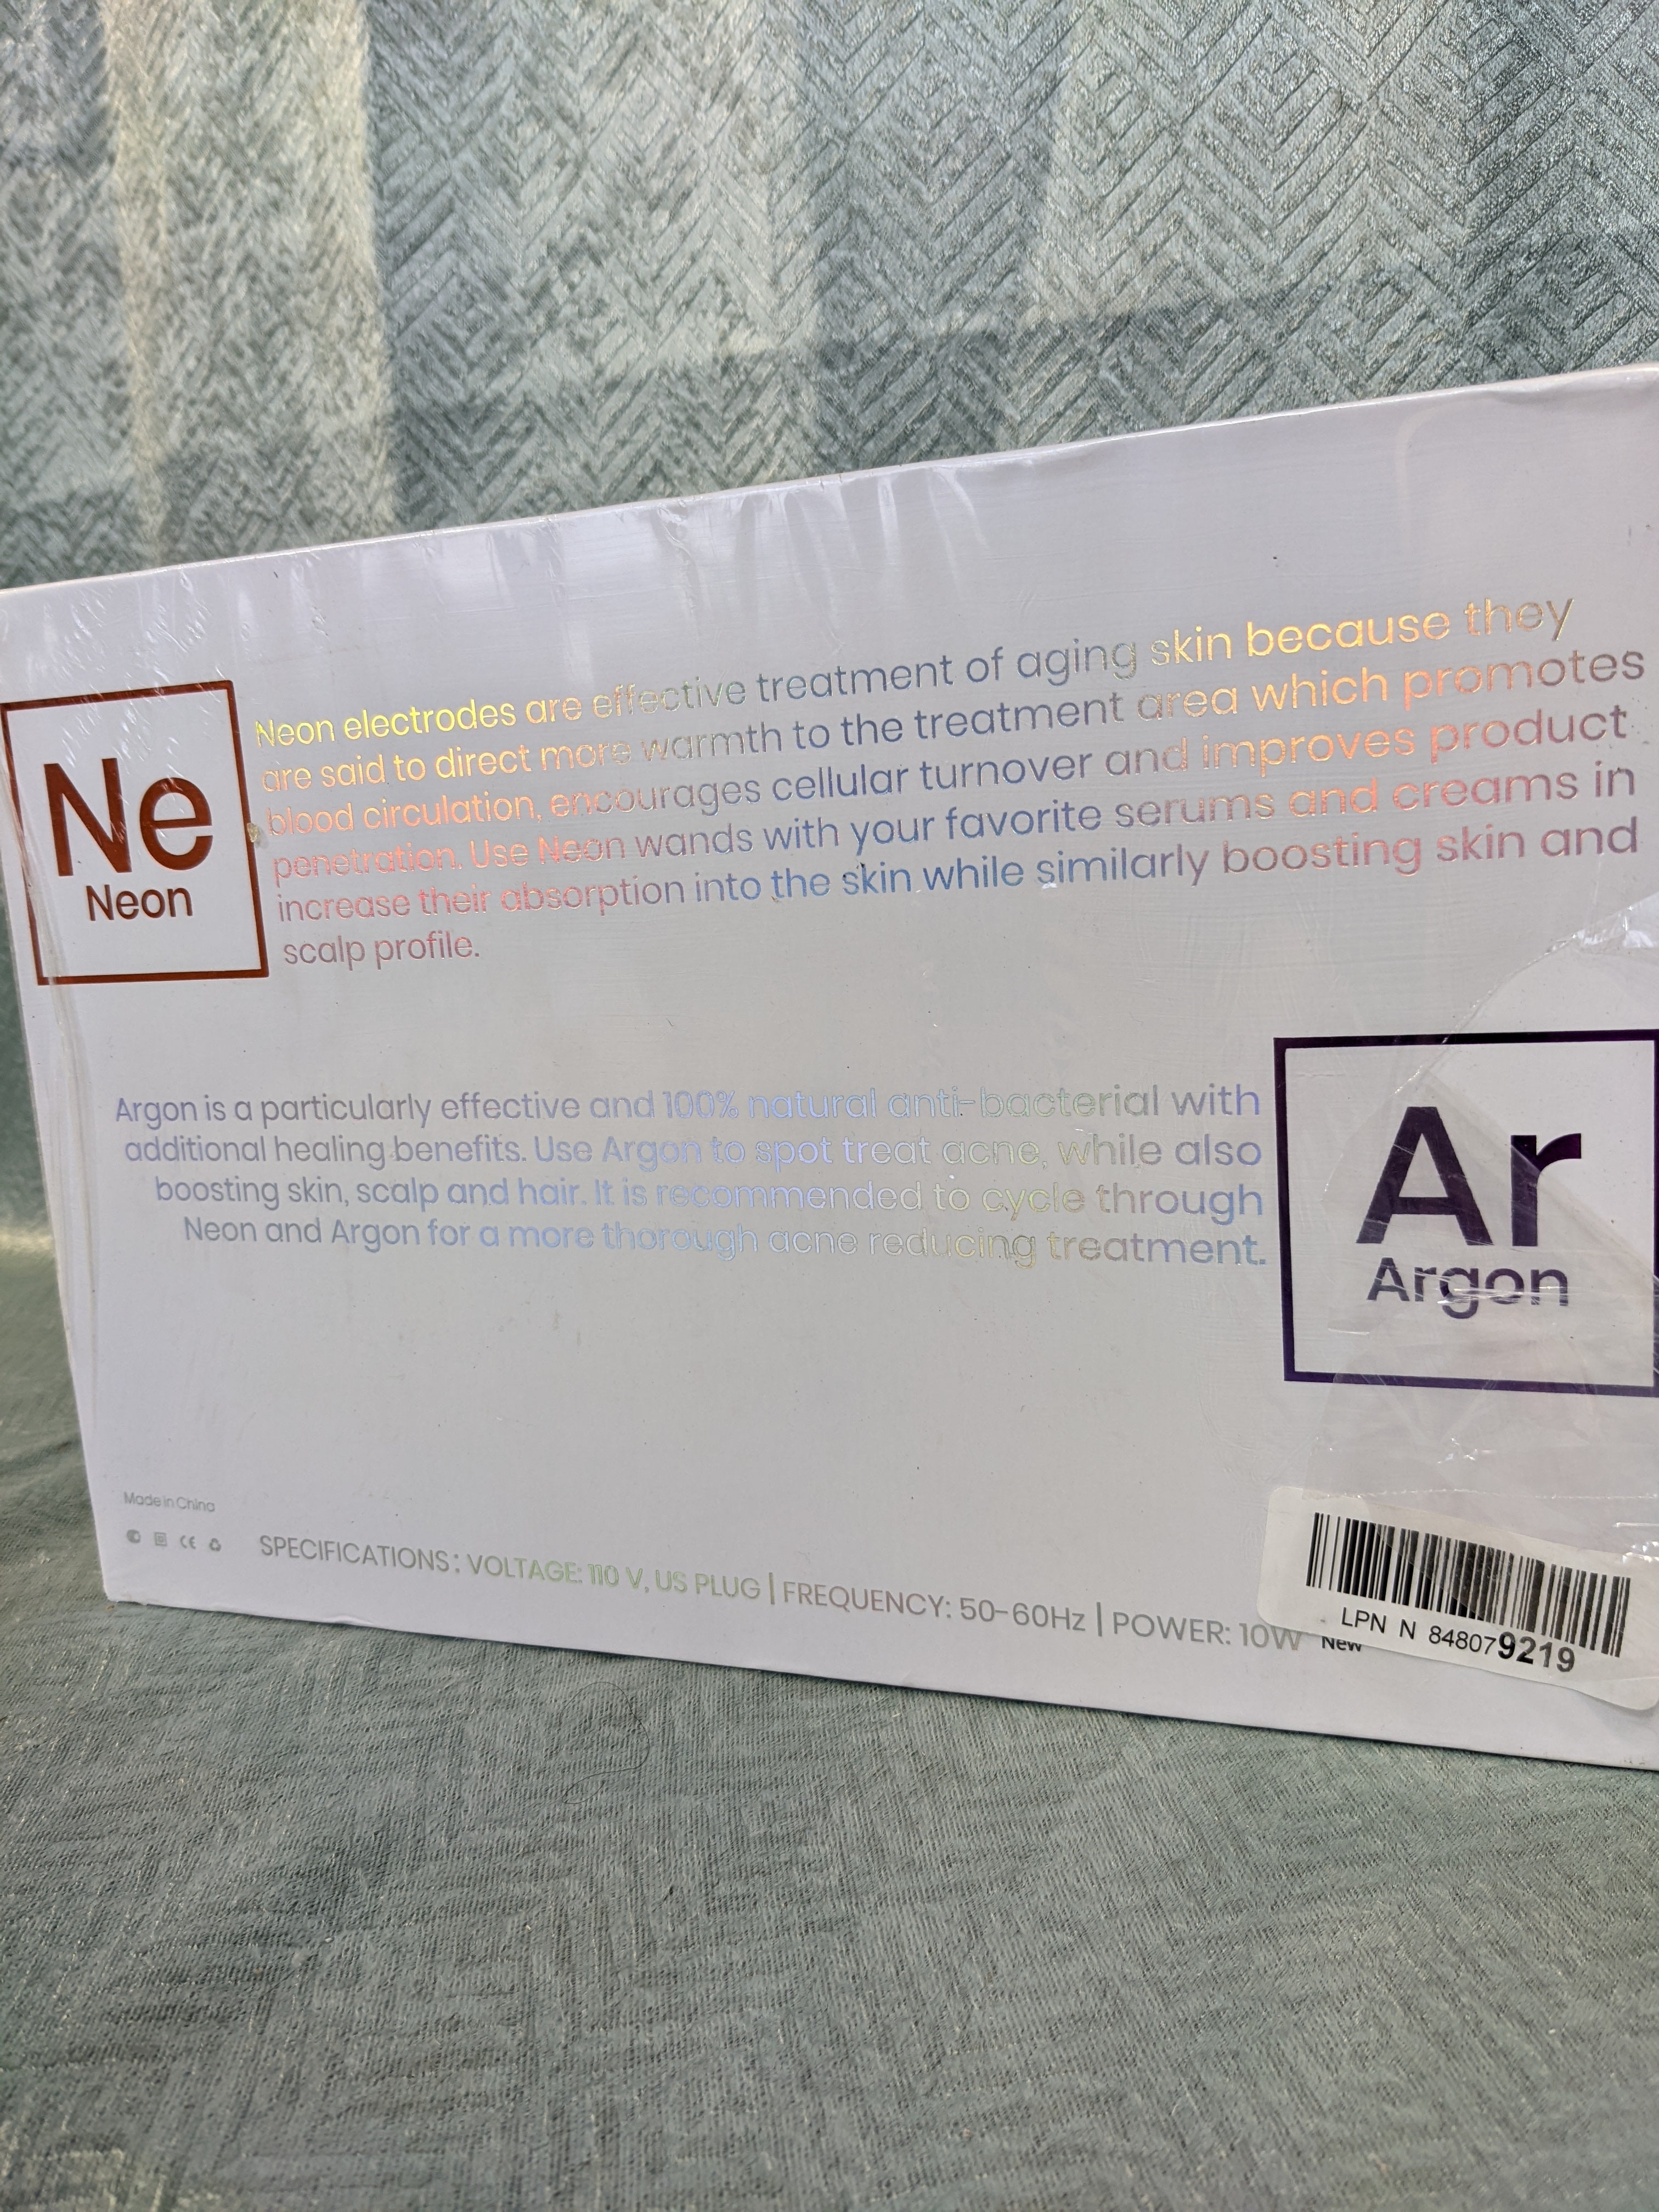 Ne
Neon
Neon electrodes are effective treatment of aging skin because they
are said to direct more warmth to the treatment area which promotes
blood circulation, encourages cellular turnover and improves product
penetration. Use Neon wands with your favorite serums and creams in
increase their absorption into the skin while similarly boosting skin and
scalp profile.
Argon is a particularly effective and 100% natural anti-bacterial with
additional healing benefits. Use Argon to spot treat acne, while also
boosting skin, scalp and hair. It is recommended to cycle through
Neon and Argon for a more thorough acne reducing treatment.
Ar
Argon
Made in China
CE
SPECIFICATIONS: VOLTAGE: 110 V, US PLUG | FREQUENCY: 50-60Hz | POWER: 10W
LPN N 848079219
New